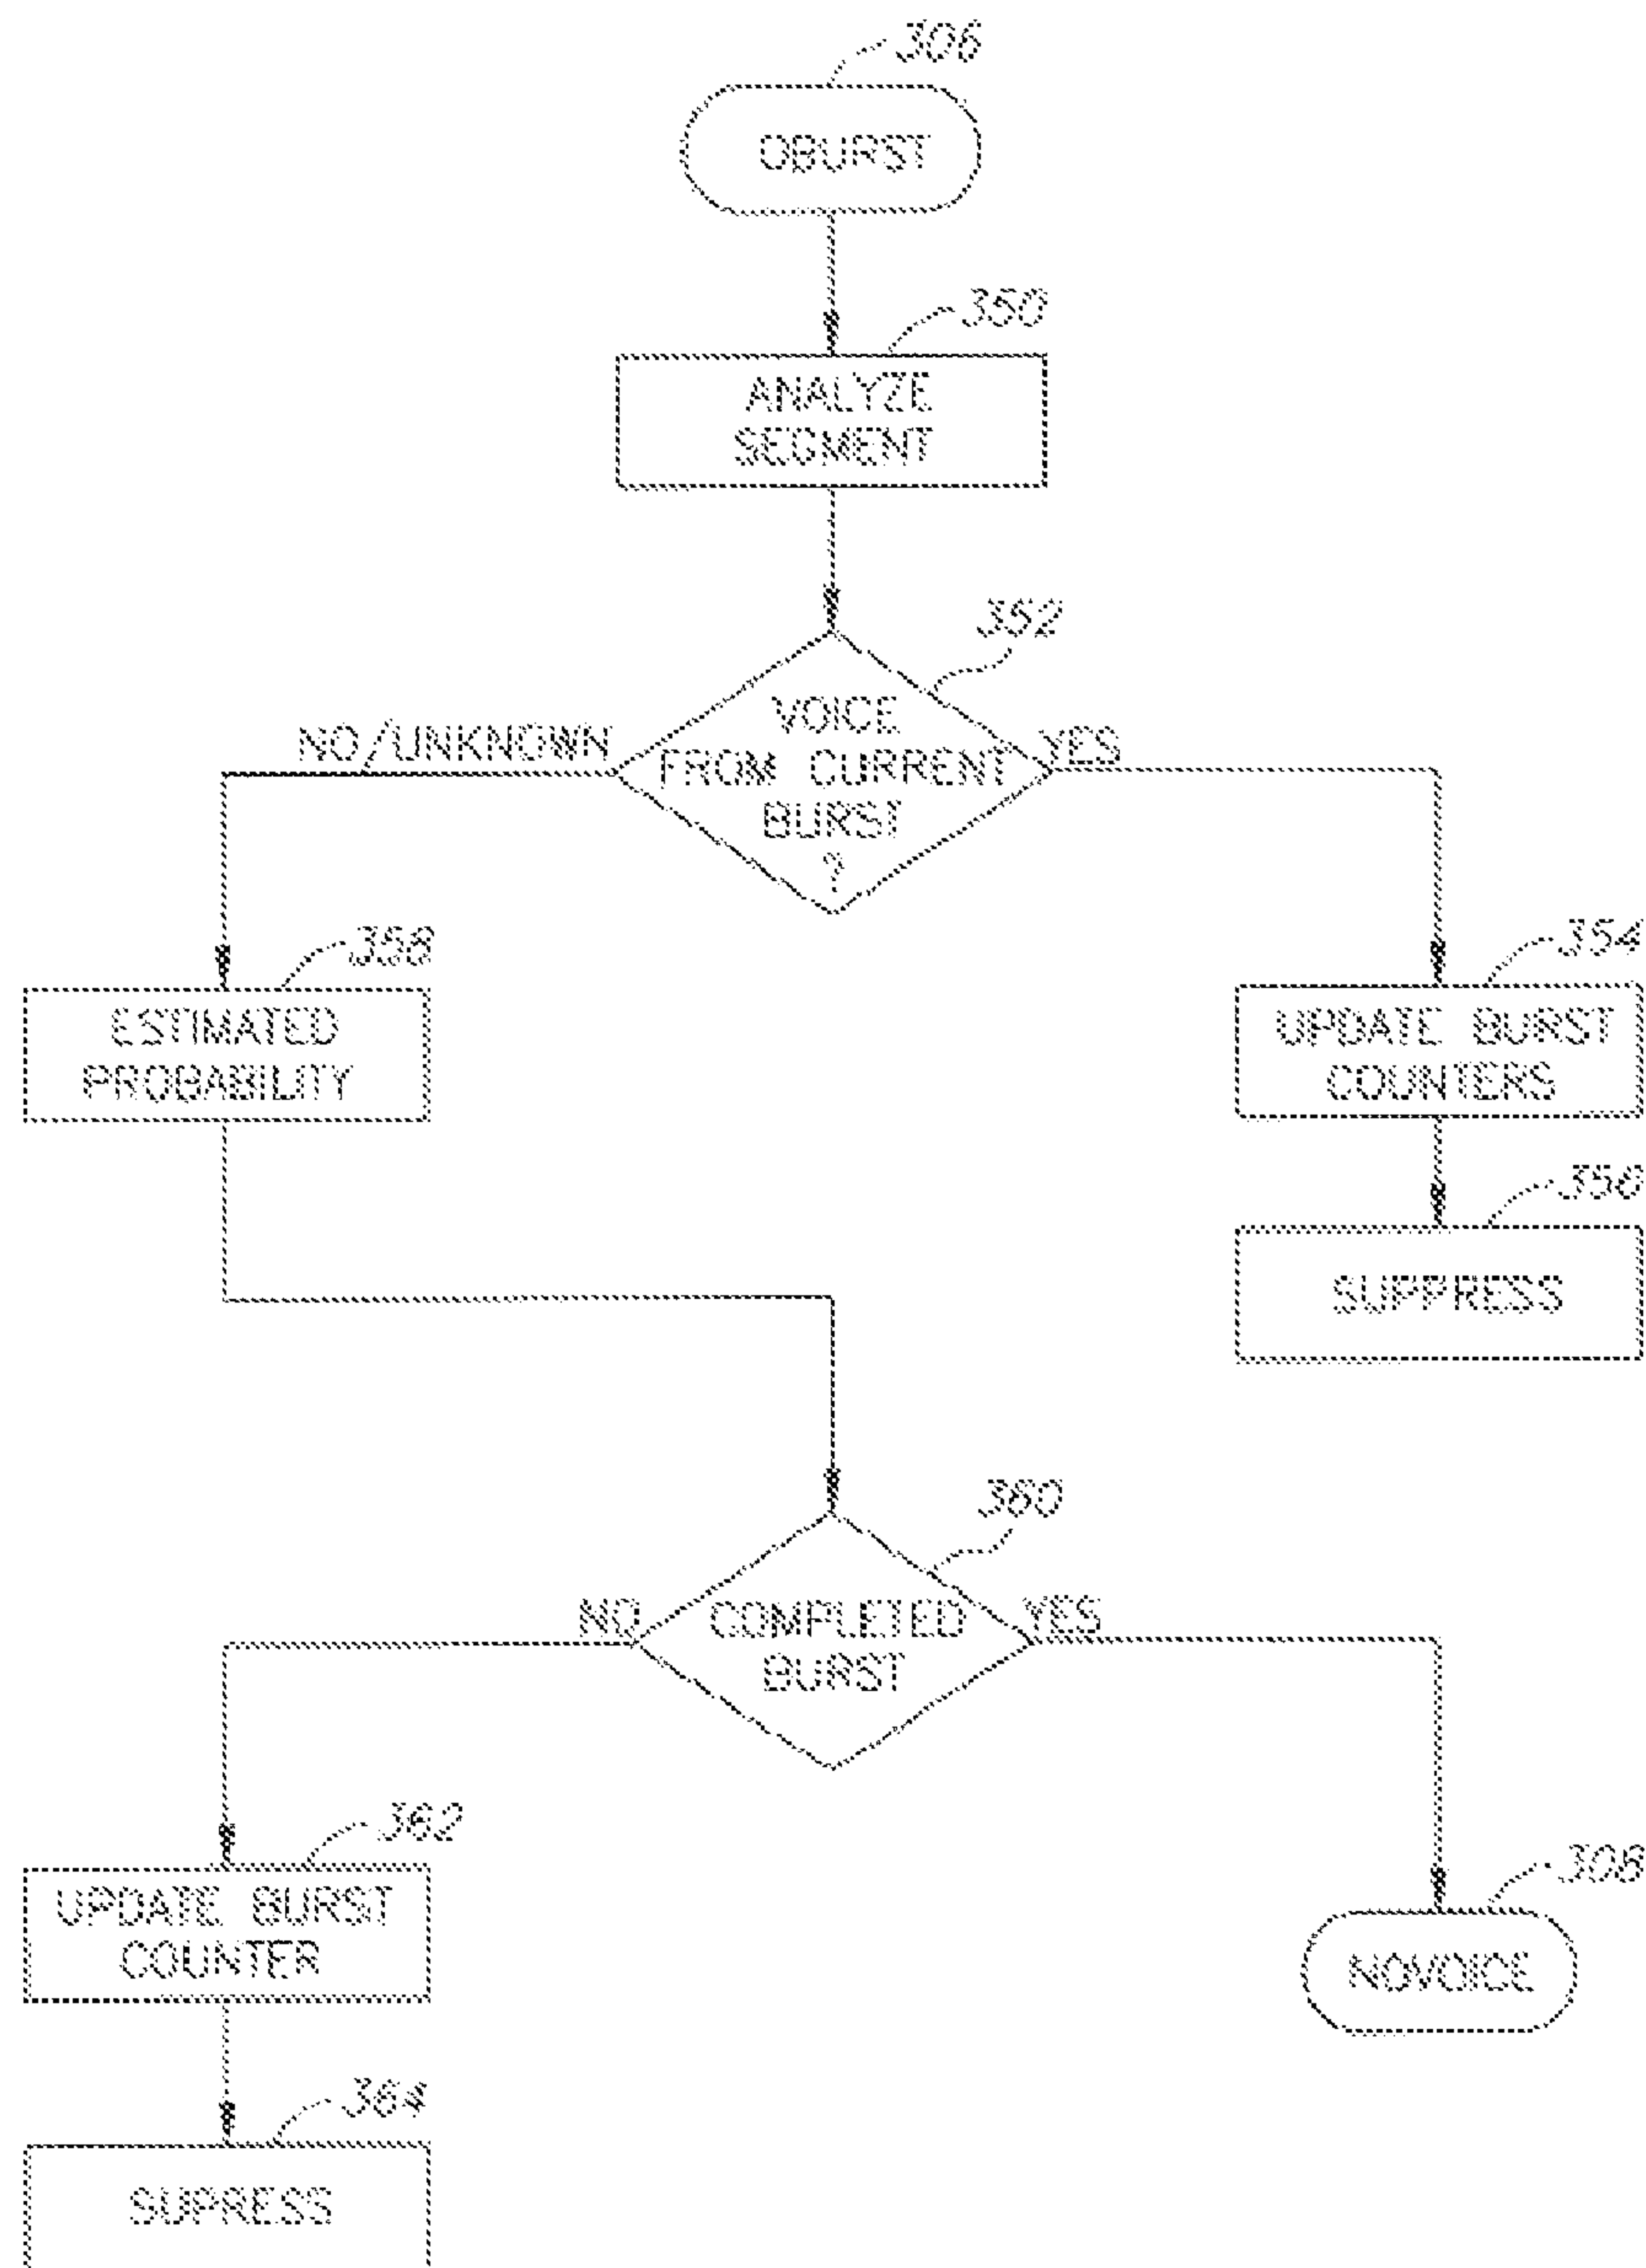 306
OBURST
350
ANALYZE
SEGMENT
352
VOICE
FROM CURRENT
BURST
?
NO/UNKNOWN
YES
358
ESTIMATED
PROBABILITY
354
UPDATE BURST
COUNTERS
356
SUPPRESS
360
COMPLETED
BURST
NO
YES
362
UPDATE BURST
COUNTER
308
NOVOICE
364
SUPRESS